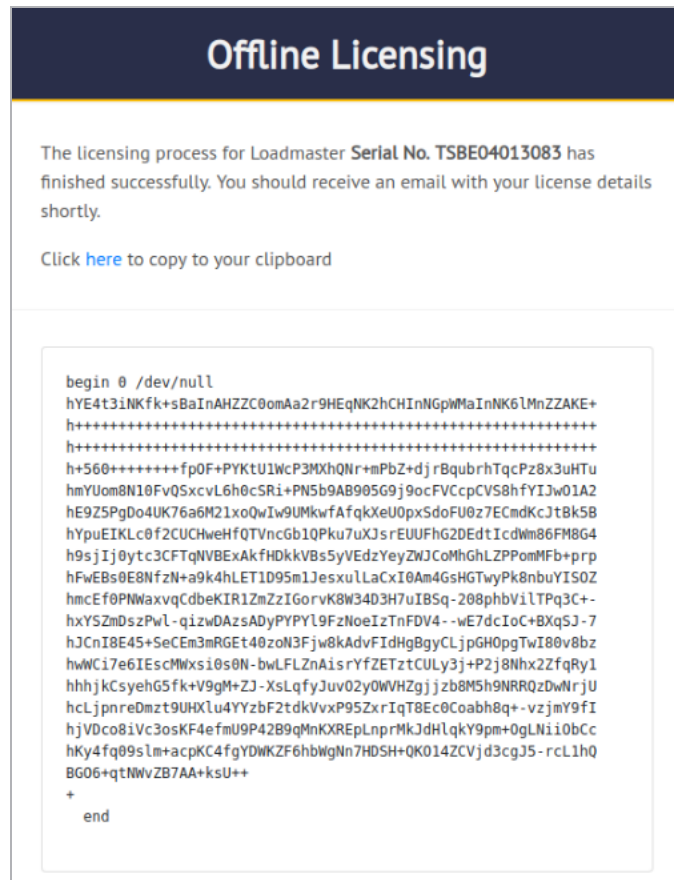 Offline Licensing
The licensing process for Loadmaster Serial No. TSBE04013083 has
finished successfully. You should receive an email with your license details
shortly.
Click here to copy to your clipboard
begin 0 /dev/null
hYE4t3iNKfk+sBaInAHZZC0omAa2r9HEqNK2hCHInNGpWMaInNK6lMnZZAKE+
h++++++++++++++++++++++++++++++++++++++++++++++++++++++++++++
h++++++++++++++++++++++++++++++++++++++++++++++++++++++++++++
h+560++++++++fpOF+PYKtU1WcP3MXhQNr+mPbZ+djrBqubrhTqcPz8x3uHTu
hmYUom8N10FvQSxcvL6h0cSRi+PN5b9AB905G9j9ocFVCcpCVS8hfYIJwO1A2
hE9Z5PgDo4UK76a6M21xoQwIw9UMkwfAfqkXeUOpxSdoFU0z7ECmdKcJtBk5B
hYpuEIKLc0f2CUCHweHfQTVncGb1QPku7uXJsrEUUFhG2DEdtIcdWm86FM8G4
h9sjIj0ytc3CFTqNVBExAkfHDkkVBs5yVEdzYeyZWJCoMhGhLZPPomMFb+prp
hFwEBs0E8NfzN+a9k4hLET1D95m1JesxulLaCxI0Am4GsHGTwyPk8nbuYISOZ
hmcEf0PNWaxvqCdbeKIR1ZmZzIGorvK8W34D3H7uIBSq-208phbVilTPq3C+-
hxYSZmDszPwl-qizwDAzsADyPYPYl9FzNoeIzTnFDV4--wE7dcIoC+BXqSJ-7
hJCnI8E45+SeCEm3mRGEt40zoN3Fjw8kAdvFIdHgBgyCLjpGHOpgTwI80v8bz
hwWCi7e6IEscMWxsi0s0N-bwLFLZnAisrYfZETztCULy3j+P2j8Nhx2ZfqRy1
hhhjkCsyehG5fk+V9gM+ZJ-XsLqfyJuvO2yOWVHZgjjzb8M5h9NRRQzDwNrjU
hcLjpnreDmzt9UHXlu4YYzbF2tdkVvxP95ZxrIqT8Ec0Coabh8q+-vzjmY9fI
hjVDco8iVc3osKF4efmU9P42B9qMnKXREpLnprMkJdHlqkY9pm+OgLNiiObCc
hKy4fq09slm+acpKC4fgYDWKZF6hbWgNn7HDSH+QKO14ZCVjd3cgJ5-rcL1hQ
BGO6+qtNWvZB7AA+ksU++
+
end